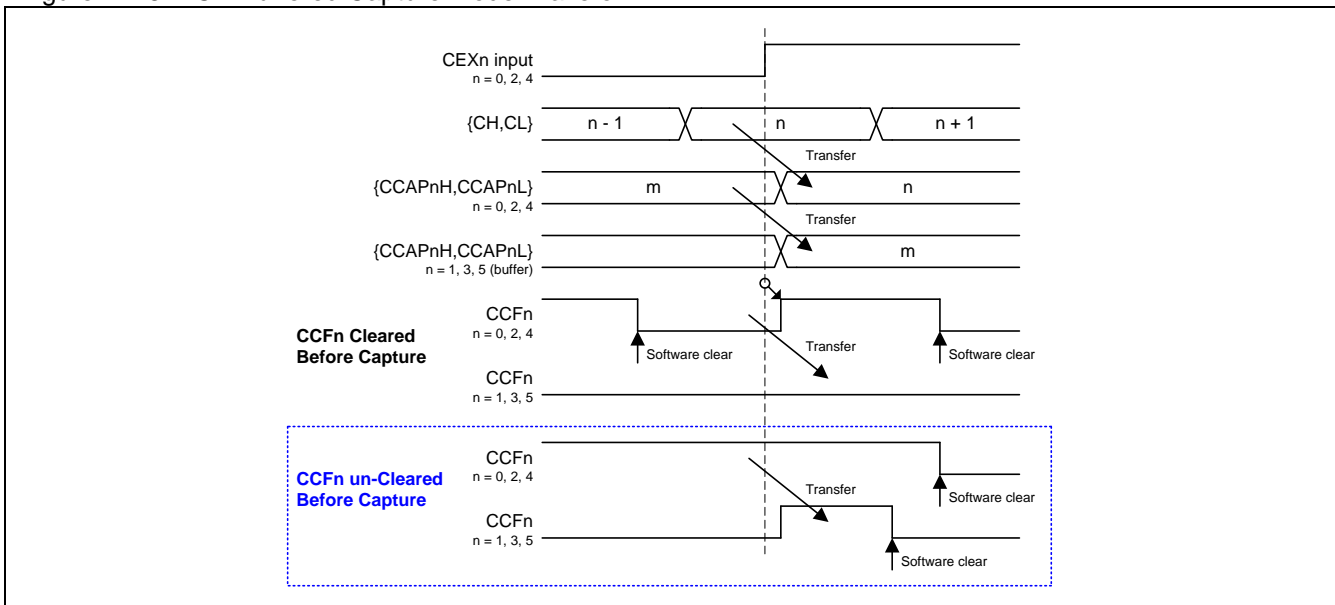 CEXn input
n = 0, 2, 4
{CH,CL}
n - 1
n
n + 1
Transfer
{CCAPnH,CCAPnL}
n = 0, 2, 4
m
n
Transfer
{CCAPnH,CCAPnL}
n = 1, 3, 5 (buffer)
m
CCFn Cleared
Before Capture
CCFn
n = 0, 2, 4
Software clear
Transfer
Software clear
CCFn
n = 1, 3, 5
CCFn un-Cleared
Before Capture
CCFn
n = 0, 2, 4
Transfer
Software clear
CCFn
n = 1, 3, 5
Software clear